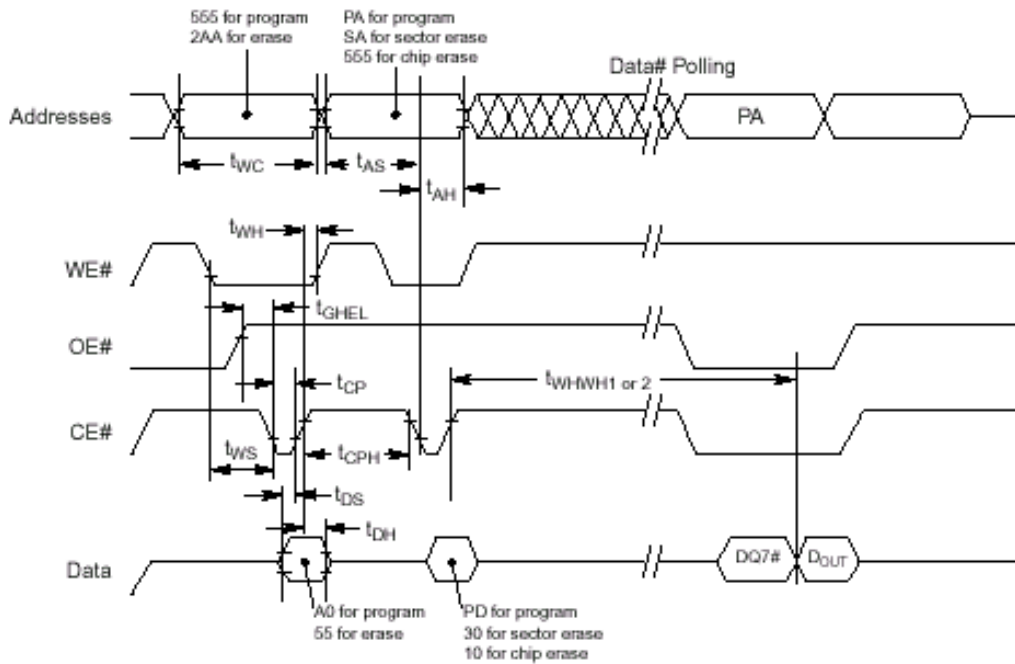 555 for program
2AA for erase
PA for program
SA for sector erase
555 for chip erase
Data# Polling
Addresses
PA
tWC
tAS
tAH
tWH
WE#
tGHEL
OE#
tCP
tWHWH1 or 2
CE#
tWS
tCPH
tDS
tDH
Data
DQ7#
DOUT
A0 for program
55 for erase
PD for program
30 for sector erase
10 for chip erase